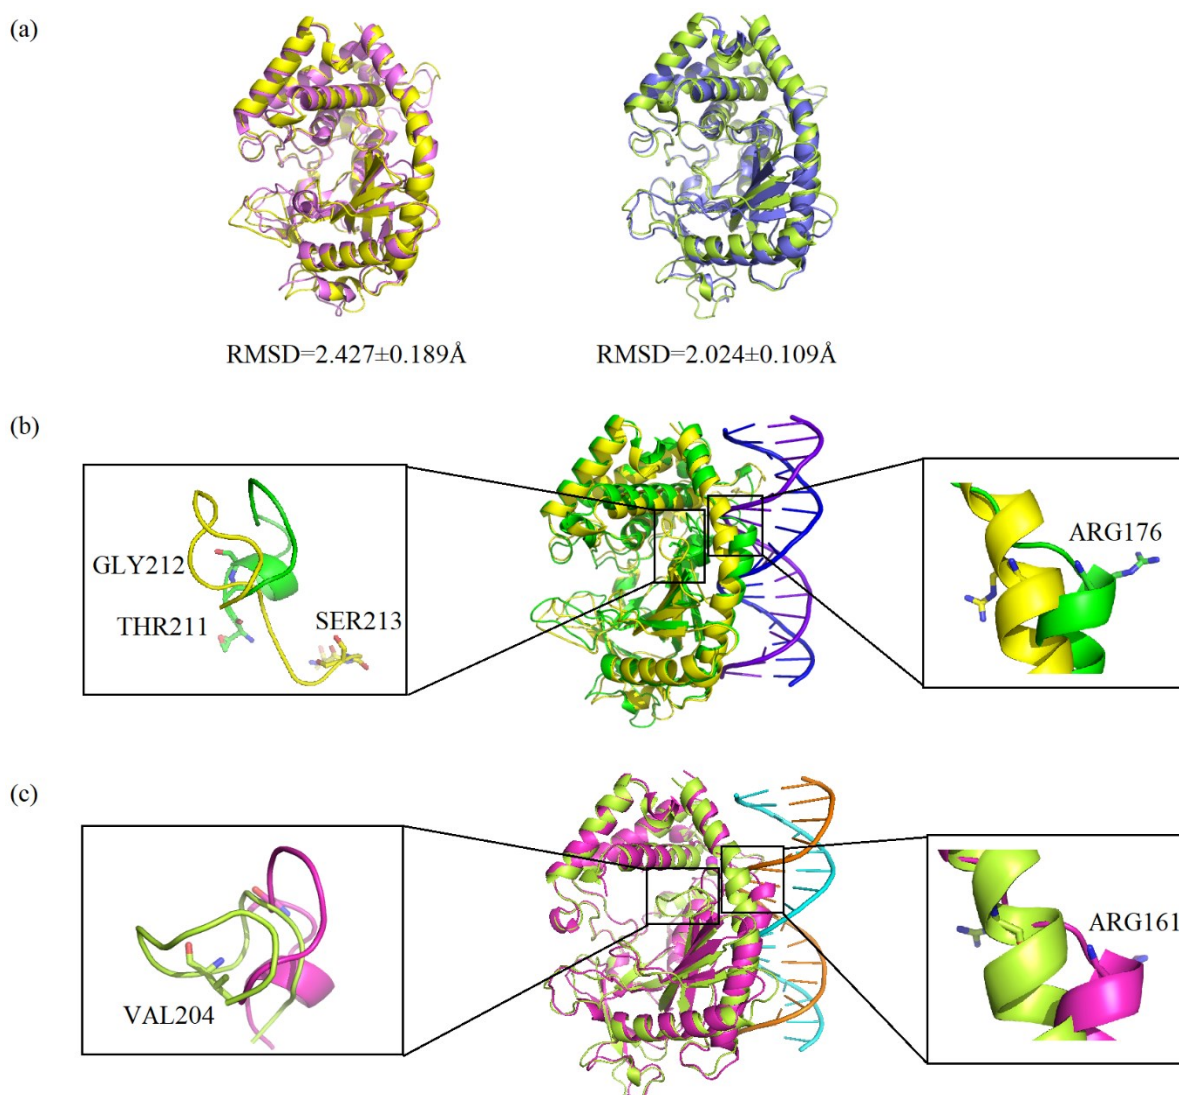 (a)
RMSD=2.427±0.189Å
RMSD=2.024±0.109Å
(b)
GLY212
THR211
SER213
ARG176
(c)
VAL204
ARG161